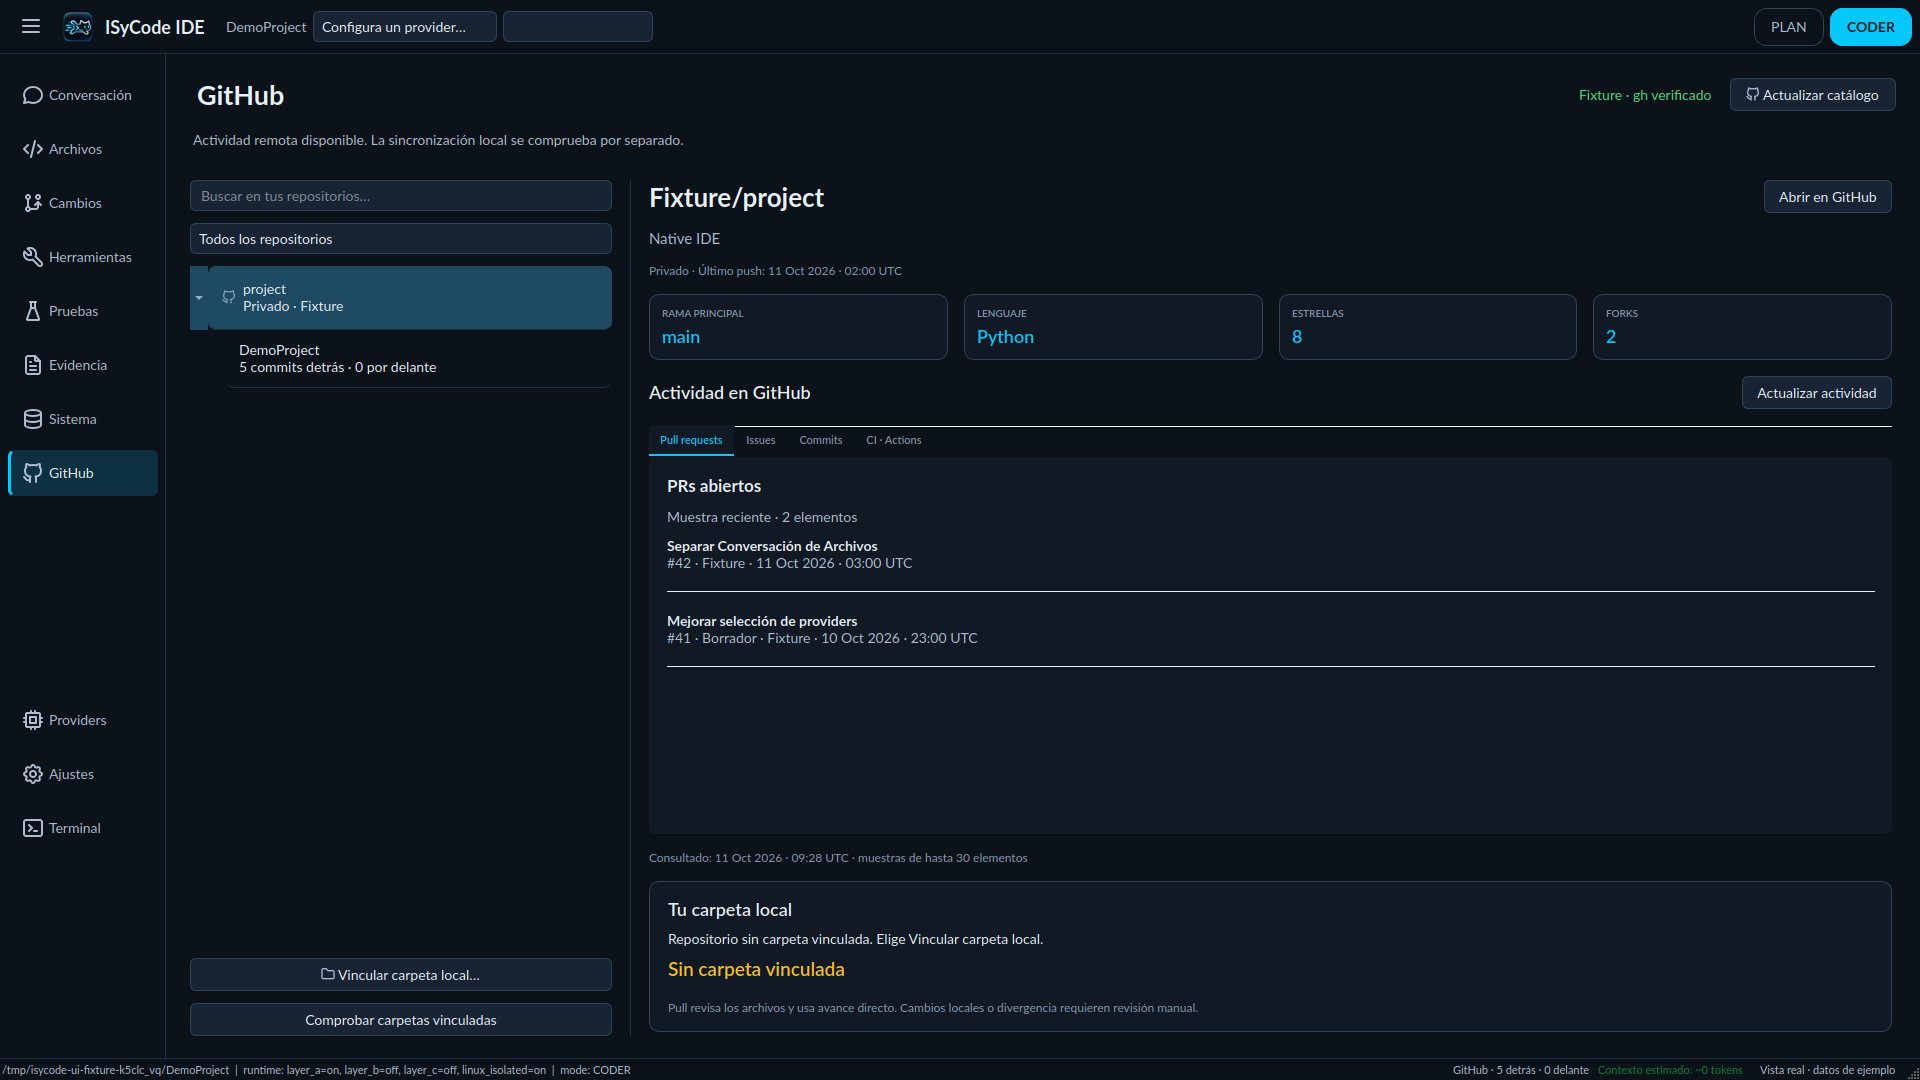 ISyCode IDE
DemoProject
Configura un provider...
PLAN
CODER
Conversación
Archivos
Cambios
Herramientas
Pruebas
Evidencia
Sistema
GitHub
Providers
Ajustes
Terminal
GitHub
Fixture · gh verificado
Actualizar catálogo
Actividad remota disponible. La sincronización local se comprueba por separado.
Buscar en tus repositorios...
Todos los repositorios
project
Privado · Fixture
DemoProject
5 commits detrás · 0 por delante
Vincular carpeta local...
Comprobar carpetas vinculadas
Fixture/project
Abrir en GitHub
Native IDE
Privado · Último push: 11 Oct 2026 · 02:00 UTC
RAMA PRINCIPAL
main
LENGUAJE
Python
ESTRELLAS
8
FORKS
2
Actividad en GitHub
Actualizar actividad
Pull requests
Issues
Commits
CI · Actions
PRs abiertos
Muestra reciente · 2 elementos
Separar Conversación de Archivos
#42 · Fixture · 11 Oct 2026 · 03:00 UTC
Mejorar selección de providers
#41 · Borrador · Fixture · 10 Oct 2026 · 23:00 UTC
Consultado: 11 Oct 2026 · 09:28 UTC · muestras de hasta 30 elementos
Tu carpeta local
Repositorio sin carpeta vinculada. Elige Vincular carpeta local.
Sin carpeta vinculada
Pull revisa los archivos y usa avance directo. Cambios locales o divergencia requieren revisión manual.
/tmp/isycode-ui-fixture-k5clc_vq/DemoProject | runtime: layer_a=on, layer_b=off, layer_c=off, linux_isolated=on | mode: CODER
GitHub · 5 detrás · 0 delante
Contexto estimado: ~0 tokens
Vista real · datos de ejemplo